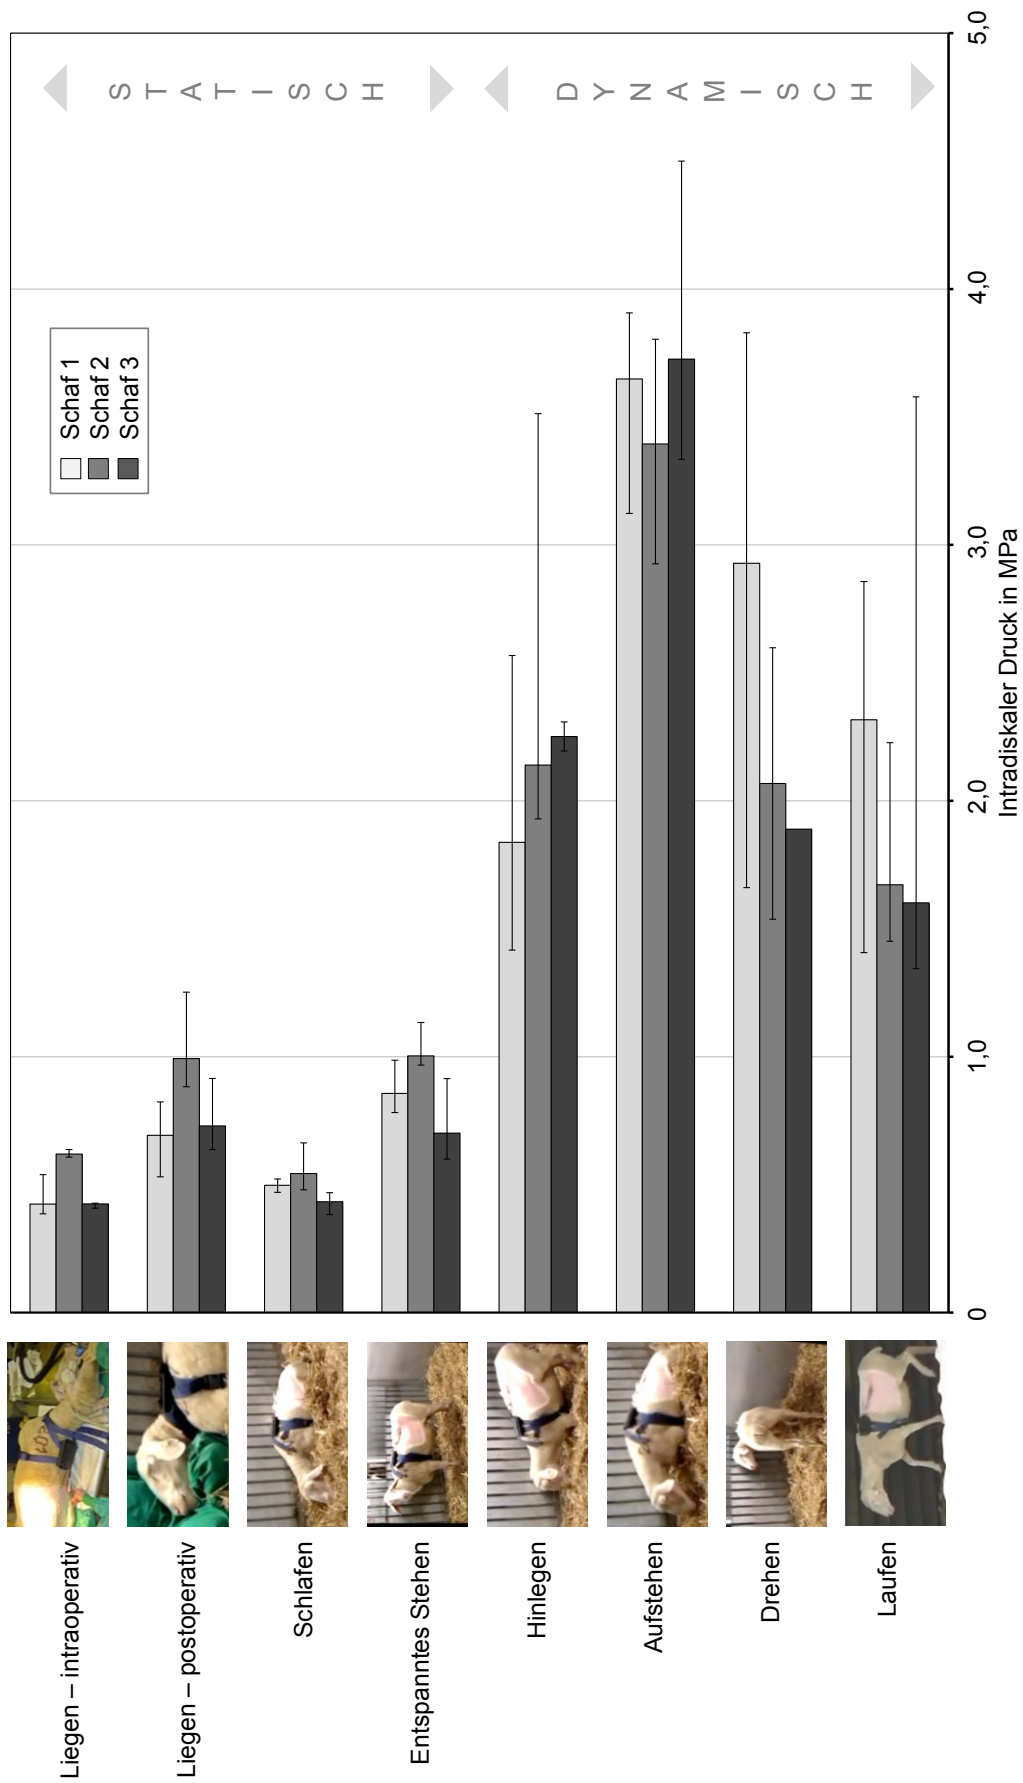 Liegen – intraoperativ
Liegen – postoperativ
Schlafen
Entspanntes Stehen
Hinlegen
Aufstehen
Drehen
Laufen
STATISCH
DYNAMISCH
Schaf 1
Schaf 2
Schaf 3
0
1,0
2,0
3,0
4,0
5,0
Intradiskaler Druck in MPa